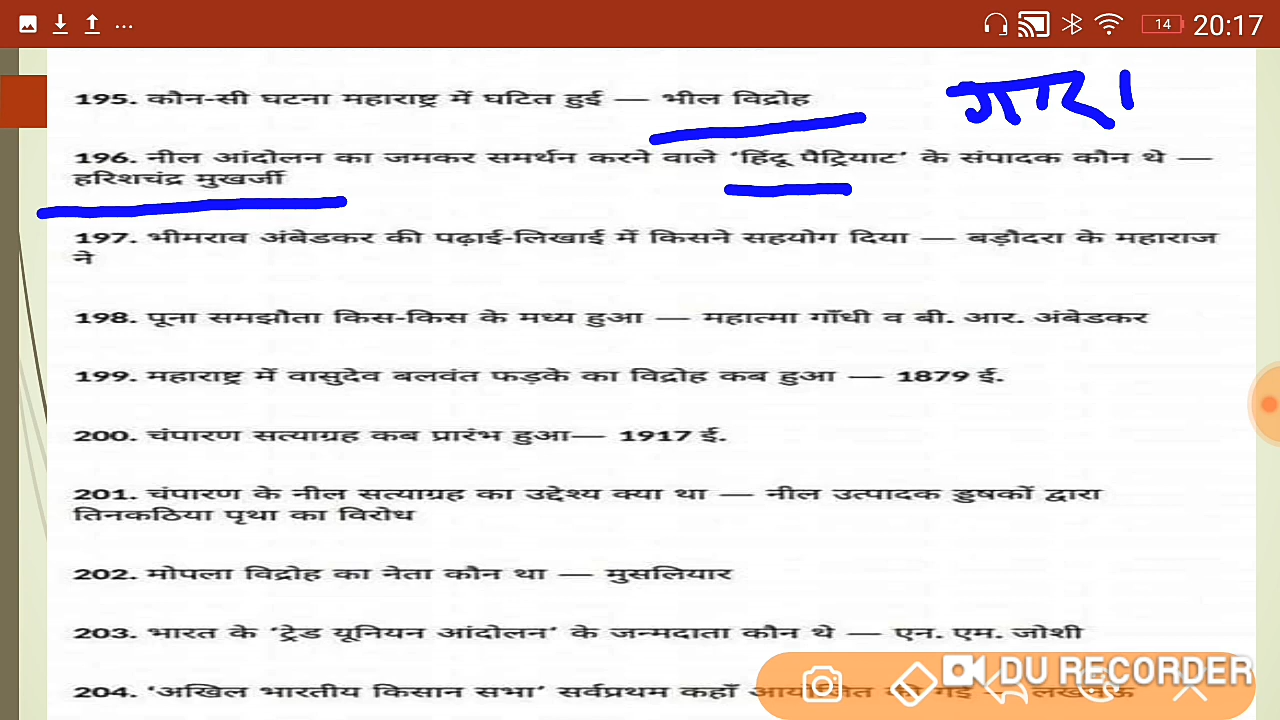 14 20:17
195. कौन-सी घटना महाराष्ट्र में घटित हुई — भील विद्रोह
196. नील आंदोलन का जमकर समर्थन करने वाले ‘हिंदू पैट्रियाट’ के संपादक कौन थे —
हरिशचंद्र मुखर्जी
197. भीमराव अंबेडकर की पढ़ाई-लिखाई में किसने सहयोग दिया — बड़ौदरा के महाराज
ने
198. पूना समझौता किस-किस के मध्य हुआ — महात्मा गाँधी व बी. आर. अंबेडकर
199. महाराष्ट्र में वासुदेव बलवंत फड़के का विद्रोह कब हुआ — 1879 ई.
200. चंपारण सत्याग्रह कब प्रारंभ हुआ— 1917 ई.
201. चंपारण के नील सत्याग्रह का उद्देश्य क्या था — नील उत्पादक डुषकों द्वारा
तिनकठिया पृथा का विरोध
202. मोपला विद्रोह का नेता कौन था — मुसलियार
203. भारत के ‘ट्रेड यूनियन आंदोलन’ के जन्मदाता कौन थे — एन. एम. जोशी
204. ‘अखिल भारतीय किसान सभा’ सर्वप्रथम कहाँ आयोजित की गई — लखनऊ
DU RECORDER